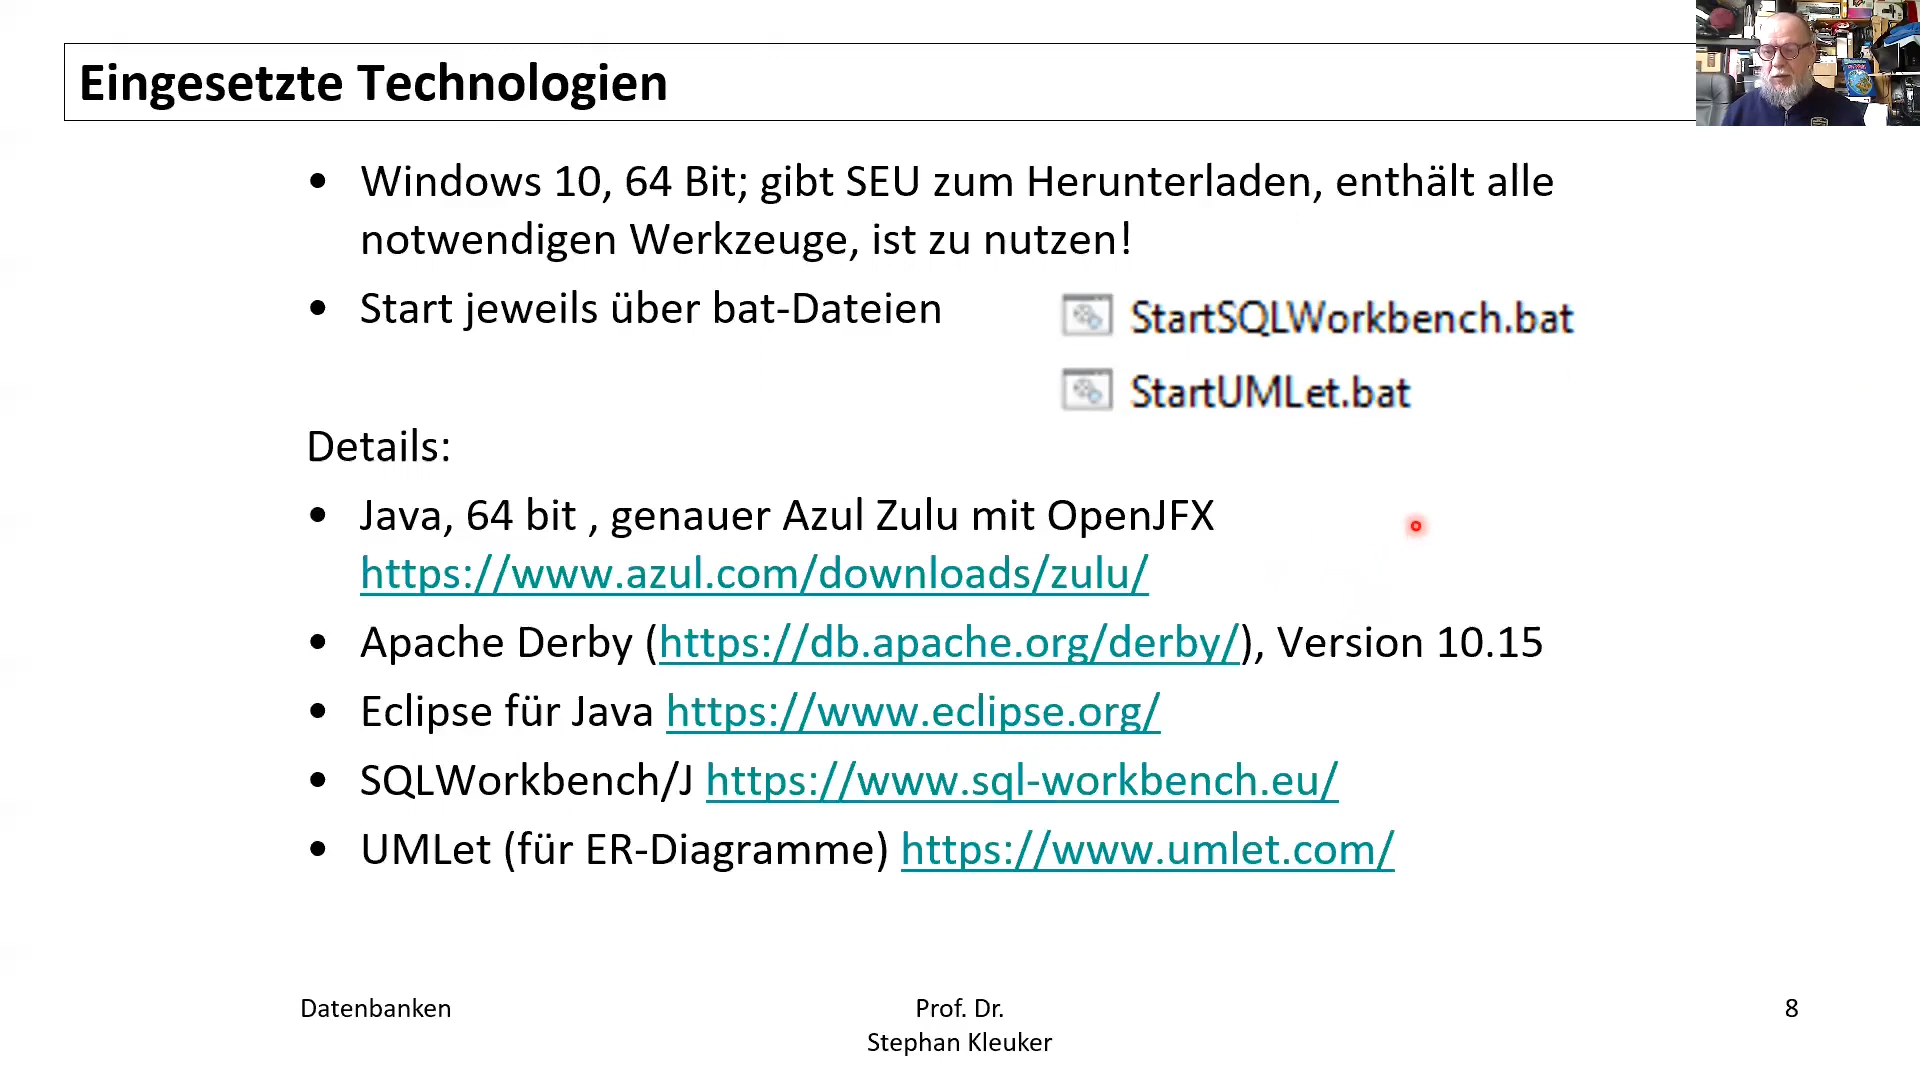 Eingesetzte Technologien
• Windows 10, 64 Bit; gibt SEU zum Herunterladen, enthält alle
notwendigen Werkzeuge, ist zu nutzen!
• Start jeweils über bat-Dateien
StartSQLWorkbench.bat
StartUMLet.bat
Details:
• Java, 64 bit , genauer Azul Zulu mit OpenJFX
https://www.azul.com/downloads/zulu/
• Apache Derby (https://db.apache.org/derby/), Version 10.15
• Eclipse für Java https://www.eclipse.org/
• SQLWorkbench/J https://www.sql-workbench.eu/
• UMLet (für ER-Diagramme) https://www.umlet.com/
Datenbanken
Prof. Dr.
Stephan Kleuker
8